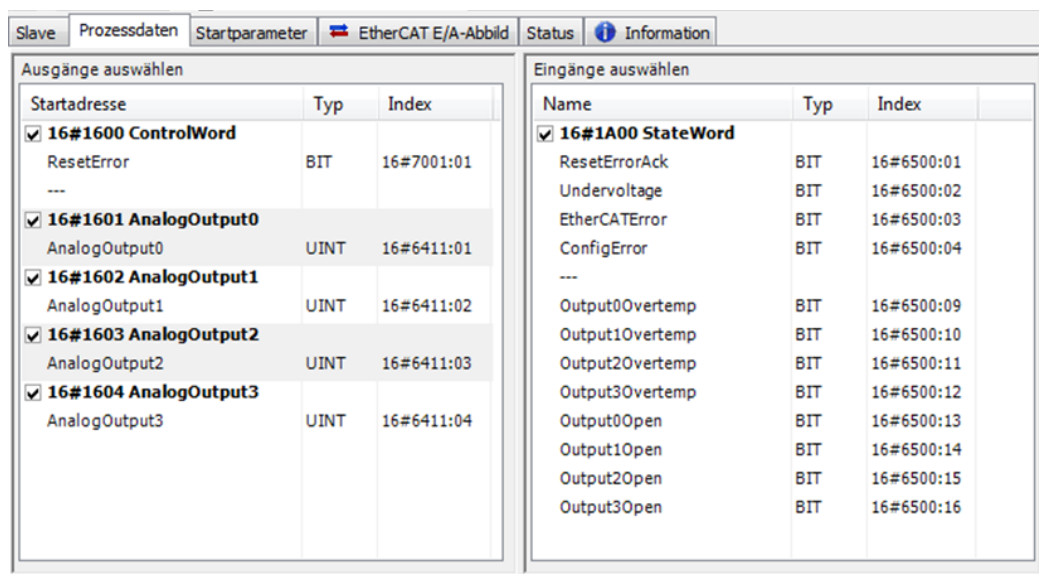 Slave Prozessdaten Startparameter EtherCAT E/A-Abbild Status Information
Ausgänge auswählen
Startadresse Typ Index
16#1600 ControlWord
ResetError BIT 16#7001:01
---
16#1601 AnalogOutput0
AnalogOutput0 UINT 16#6411:01
16#1602 AnalogOutput1
AnalogOutput1 UINT 16#6411:02
16#1603 AnalogOutput2
AnalogOutput2 UINT 16#6411:03
16#1604 AnalogOutput3
AnalogOutput3 UINT 16#6411:04
Eingänge auswählen
Name Typ Index
16#1A00 StateWord
ResetErrorAck BIT 16#6500:01
Undervoltage BIT 16#6500:02
EtherCATError BIT 16#6500:03
ConfigError BIT 16#6500:04
---
Output0Overtemp BIT 16#6500:09
Output1Overtemp BIT 16#6500:10
Output2Overtemp BIT 16#6500:11
Output3Overtemp BIT 16#6500:12
Output0Open BIT 16#6500:13
Output1Open BIT 16#6500:14
Output2Open BIT 16#6500:15
Output3Open BIT 16#6500:16